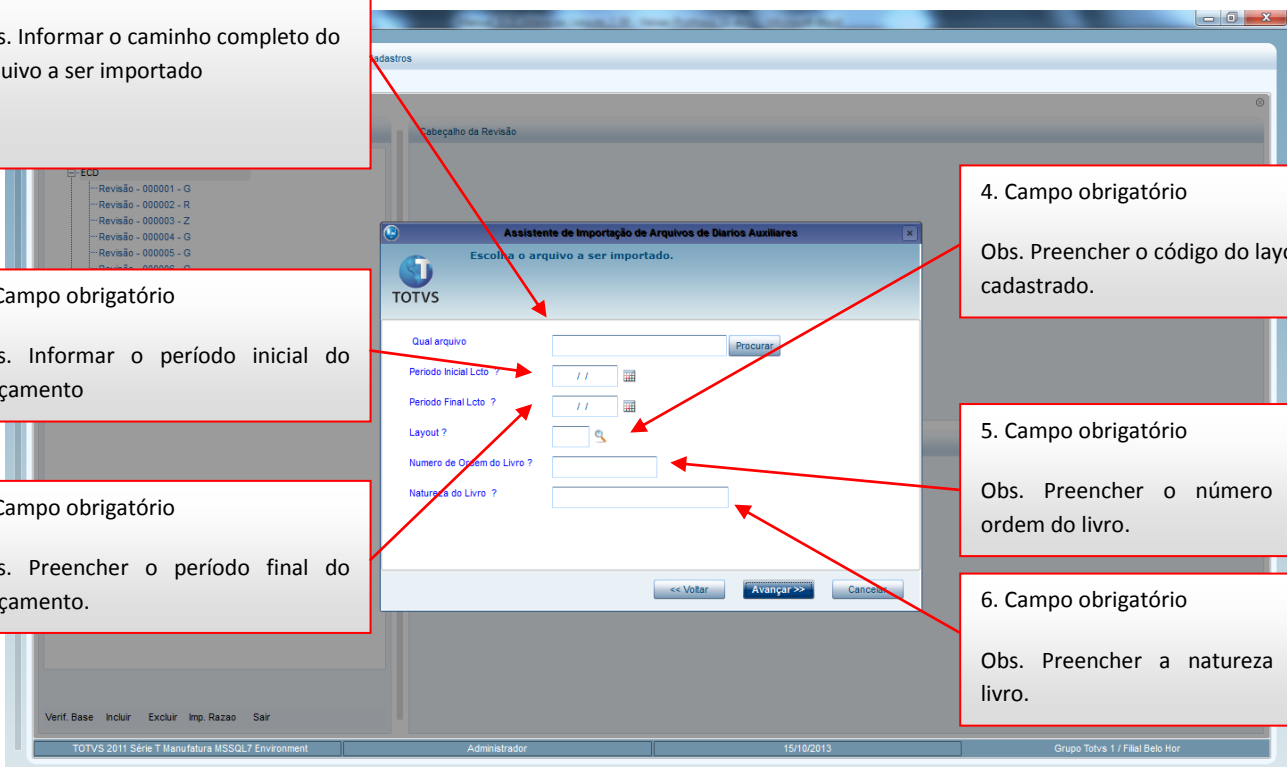 s. Informar o caminho completo do
uivo a ser importado
adastros
Cabeçalho da Revisão
ECD
Revisão - 000001 - G
Revisão - 000002 - R
Revisão - 000003 - Z
Revisão - 000004 - G
Revisão - 000005 - G
Campo obrigatório
s. Informar o período inicial do
çamento
Campo obrigatório
s. Preencher o período final do
çamento.
Assistente de Importação de Arquivos de Diarios Auxiliares
Escolha o arquivo a ser importado.
TOTVS
Qual arquivo
Procurar
Periodo Inicial Lcto ?
/ /
Periodo Final Lcto ?
/ /
Layout ?
Numero de Ordem do Livro ?
Natureza do Livro ?
<< Voltar Avançar >> Cancelar
4. Campo obrigatório
Obs. Preencher o código do layo
cadastrado.
5. Campo obrigatório
Obs. Preencher o número
ordem do livro.
6. Campo obrigatório
Obs. Preencher a natureza
livro.
Verif. Base Incluir Excluir Imp. Razao Sair
TOTVS 2011 Série T Manufatura MSSQL7 Environment Administrador 15/10/2013 Grupo Totvs 1 / Filial Belo Hor